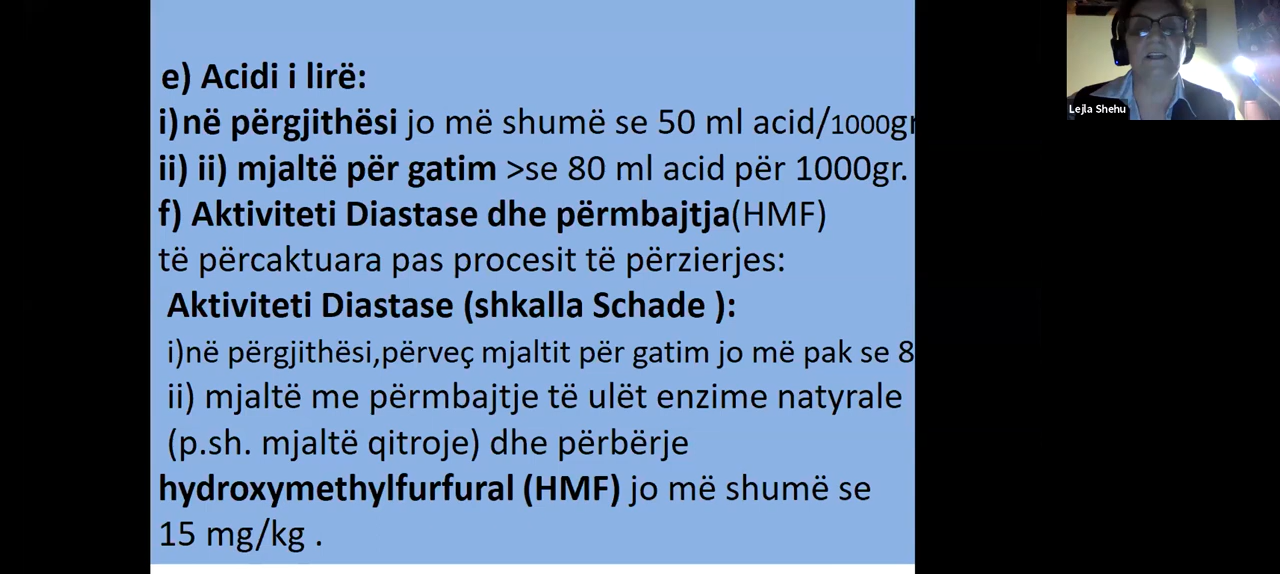 e) Acidi i lirë:
i)në përgjithësi jo më shumë se 50 ml acid/1000gr
ii) ii) mjaltë për gatim >se 80 ml acid për 1000gr.
f) Aktiviteti Diastase dhe përmbajtja(HMF)
të përcaktuara pas procesit të përzierjes:
Aktiviteti Diastase (shkalla Schade ):
i)në përgjithësi,përveç mjaltit për gatim jo më pak se 8
ii) mjaltë me përmbajtje të ulët enzime natyrale
(p.sh. mjaltë qitroje) dhe përbërje
hydroxymethylfurfural (HMF) jo më shumë se
15 mg/kg .
Lejla Shehu